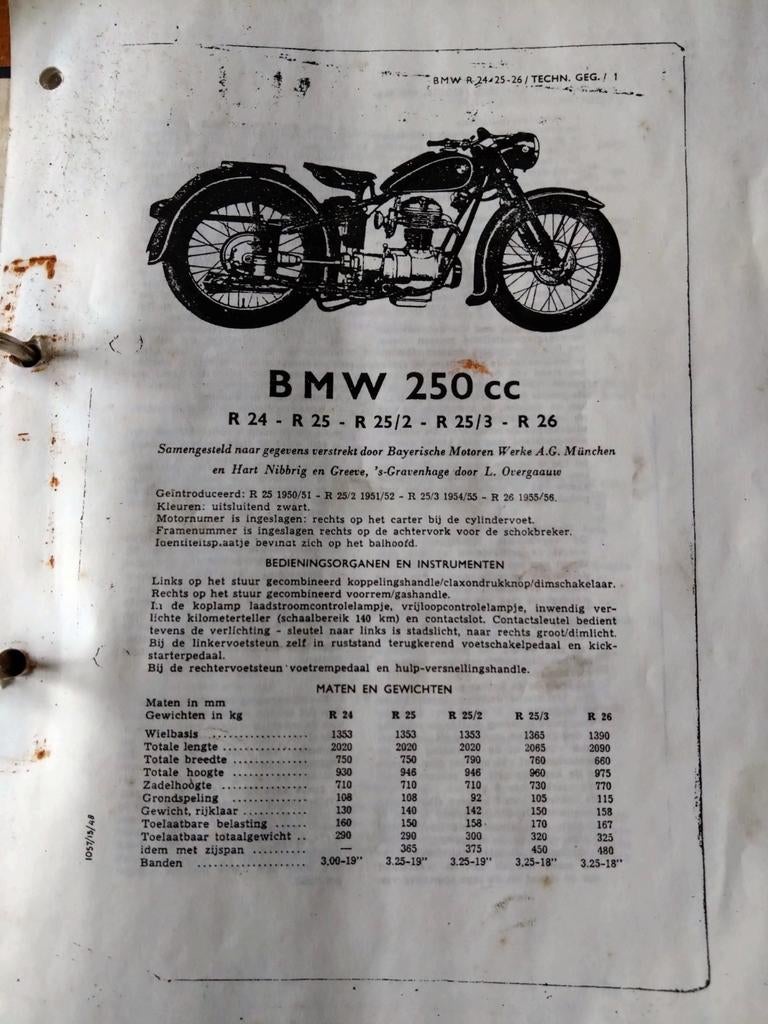 BMW R 24-25-26 / TECHN. GEG. / 1
BMW 250 cc
R 24 - R 25 - R 25/2 - R 25/3 - R 26
Samengesteld naar gegevens verstrekt door Bayerische Motoren Werke A.G. München
en Hart Nibbrig en Greeve, 's-Gravenhage door L. Overgaauw
Geïntroduceerd: R 25 1950/51 - R 25/2 1951/52 - R 25/3 1954/55 - R 26 1955/56.
Kleuren: uitsluitend zwart.
Motornumer is ingeslagen: rechts op het carter bij de cylindervoet.
Framenummer is ingeslagen rechts op de achtervork voor de schokbreker.
Identiteitsplaatje bevindt zich op het balhoofd.
BEDIENINGSORGANEN EN INSTRUMENTEN
Links op het stuur gecombineerd koppelingshandle/claxondrukknop/dimschakelaar.
Rechts op het stuur gecombineerd voorrem/gashandle.
In de koplamp laadstroomcontrolelampje, vrijloopcontrolelampje, inwendig ver-
lichte kilometerteller (schaalbereik 140 km) en contactslot. Contactsleutel bedient
tevens de verlichting - sleutel naar links is stadslicht, naar rechts groot/dimlicht.
Bij de linkervoetsteun zelf in ruststand terugkerend voetschakelpedaal en kick-
starterpedaal.
Bij de rechtervoetsteun voetrempedaal en hulp-versnellingshandle.
MATEN EN GEWICHTEN
Maten in mm
Gewichten in kg R 24 R 25 R 25/2 R 25/3 R 26
Wielbasis .................. 1353 1353 1353 1365 1390
Totale lengte ............... 2020 2020 2020 2065 2090
Totale breedte .............. 750 750 790 760 660
Totale hoogte .............. 930 946 946 960 975
Zadelhoogte ................ 710 710 710 730 770
Grondspeling .............. 108 108 92 105 115
Gewicht, rijklaar ........... 130 140 142 150 158
Toelaatbare belasting ...... 160 150 158 170 167
Toelaatbaar totaalgewicht .. 290 290 300 320 325
idem met zijspan .......... — 365 375 450 480
Banden .................... 3.00-19" 3.25-19" 3.25-19" 3.25-18" 3.25-18"
1057/15/48